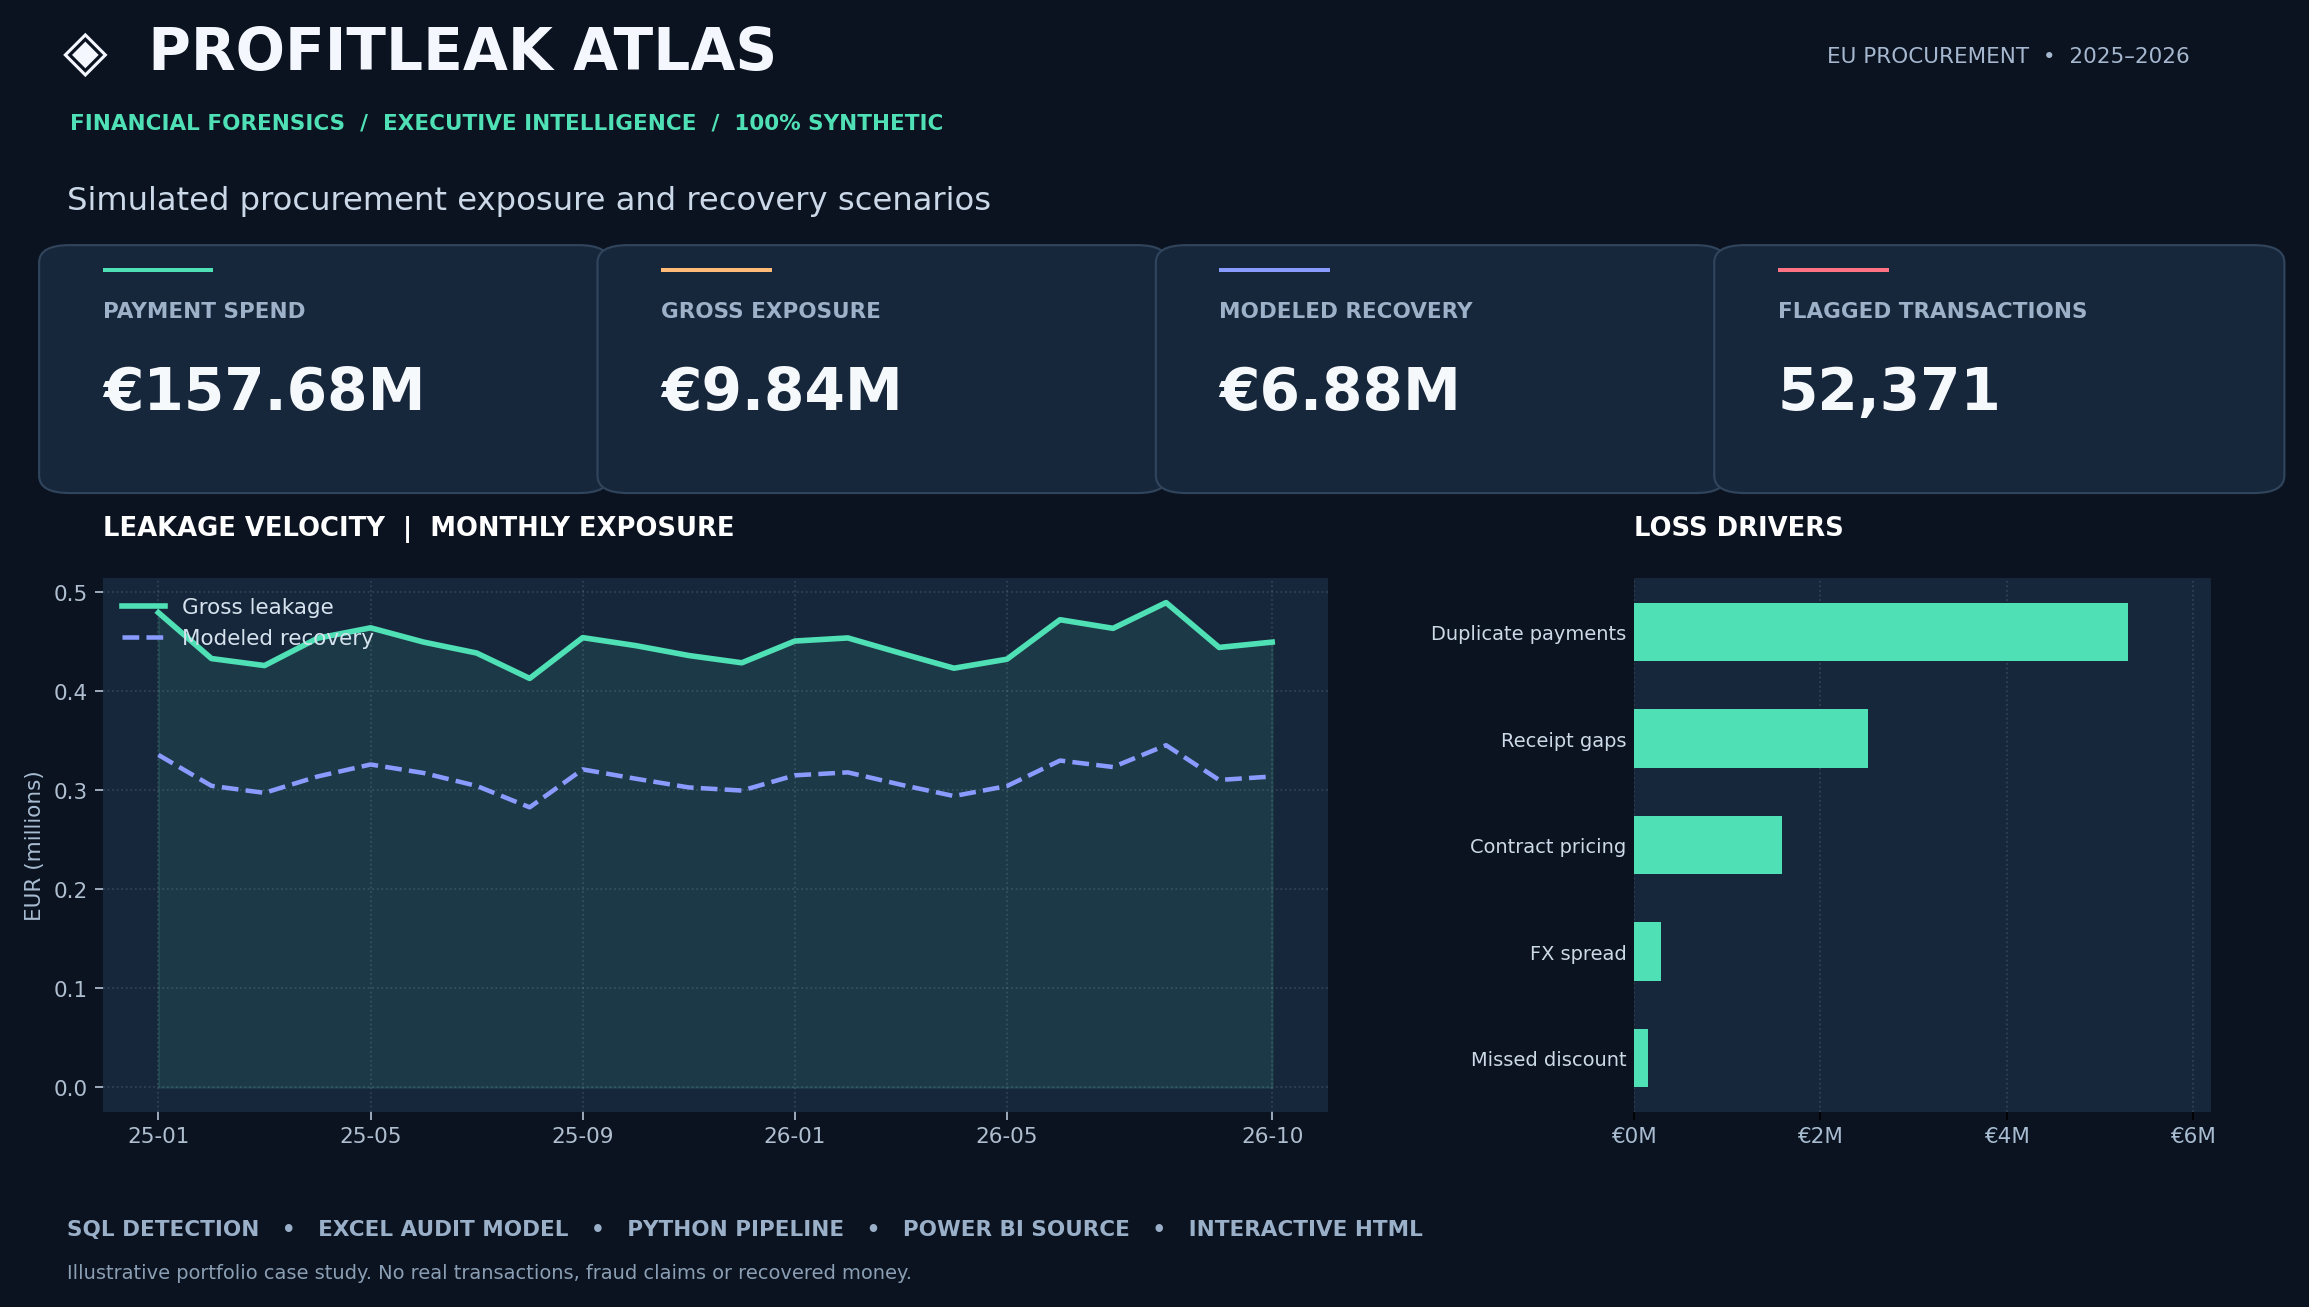 ◈ PROFITLEAK ATLAS
EU PROCUREMENT • 2025–2026
FINANCIAL FORENSICS / EXECUTIVE INTELLIGENCE / 100% SYNTHETIC
Simulated procurement exposure and recovery scenarios
PAYMENT SPEND
€157.68M
GROSS EXPOSURE
€9.84M
MODELED RECOVERY
€6.88M
FLAGGED TRANSACTIONS
52,371
LEAKAGE VELOCITY | MONTHLY EXPOSURE
Gross leakage
Modeled recovery
EUR (millions)
0.5
0.4
0.3
0.2
0.1
0.0
25-01 25-05 25-09 26-01 26-05 26-10
LOSS DRIVERS
Duplicate payments
Receipt gaps
Contract pricing
FX spread
Missed discount
€0M €2M €4M €6M
SQL DETECTION • EXCEL AUDIT MODEL • PYTHON PIPELINE • POWER BI SOURCE • INTERACTIVE HTML
Illustrative portfolio case study. No real transactions, fraud claims or recovered money.